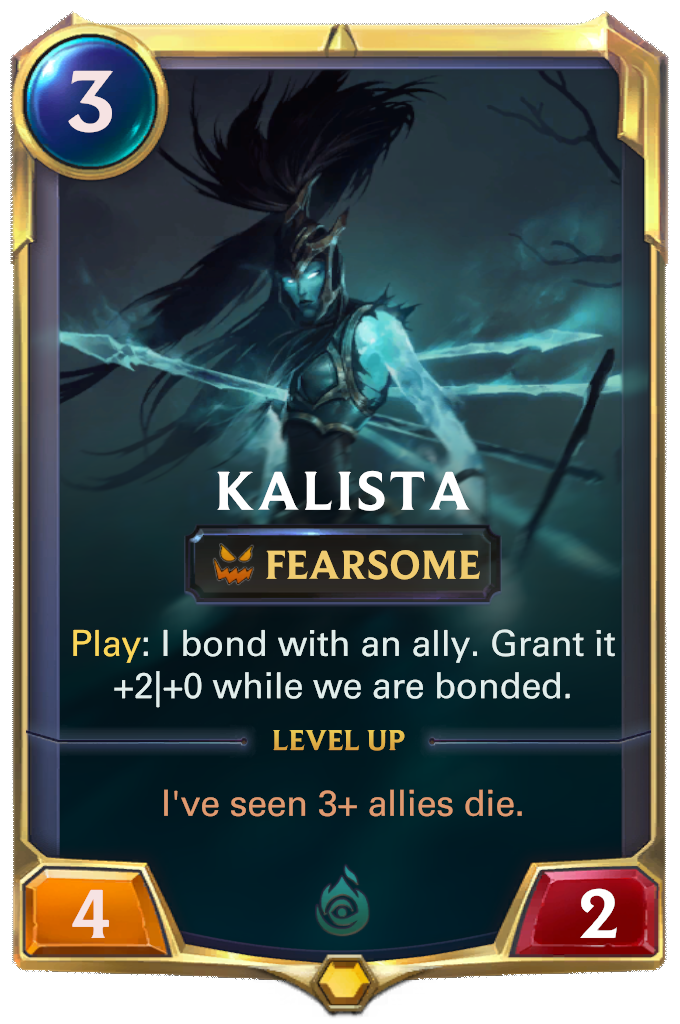 3
KALISTA
FEARSOME
Play: I bond with an ally. Grant it
+2|+0 while we are bonded.
LEVEL UP
I've seen 3+ allies die.
4
2